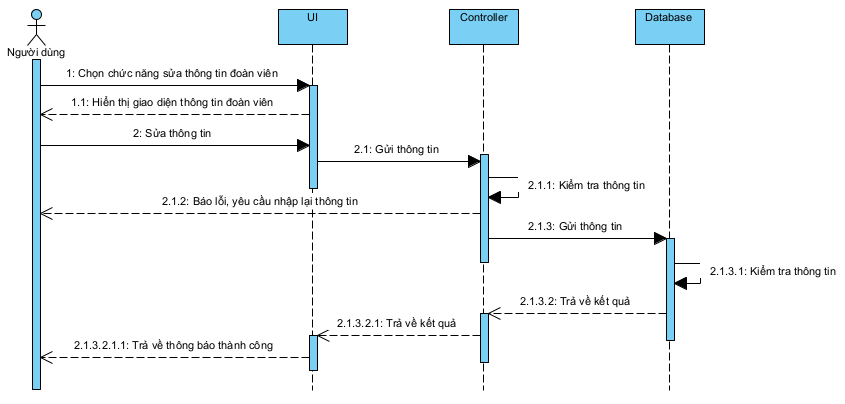 UI
Controller
Database
Người dùng
1: Chọn chức năng sửa thông tin đoàn viên
1.1: Hiển thị giao diện thông tin đoàn viên
2: Sửa thông tin
2.1: Gửi thông tin
2.1.1: Kiểm tra thông tin
2.1.2: Báo lỗi, yêu cầu nhập lại thông tin
2.1.3: Gửi thông tin
2.1.3.1: Kiểm tra thông tin
2.1.3.2: Trả về kết quả
2.1.3.2.1: Trả về kết quả
2.1.3.2.1.1: Trả về thông báo thành công